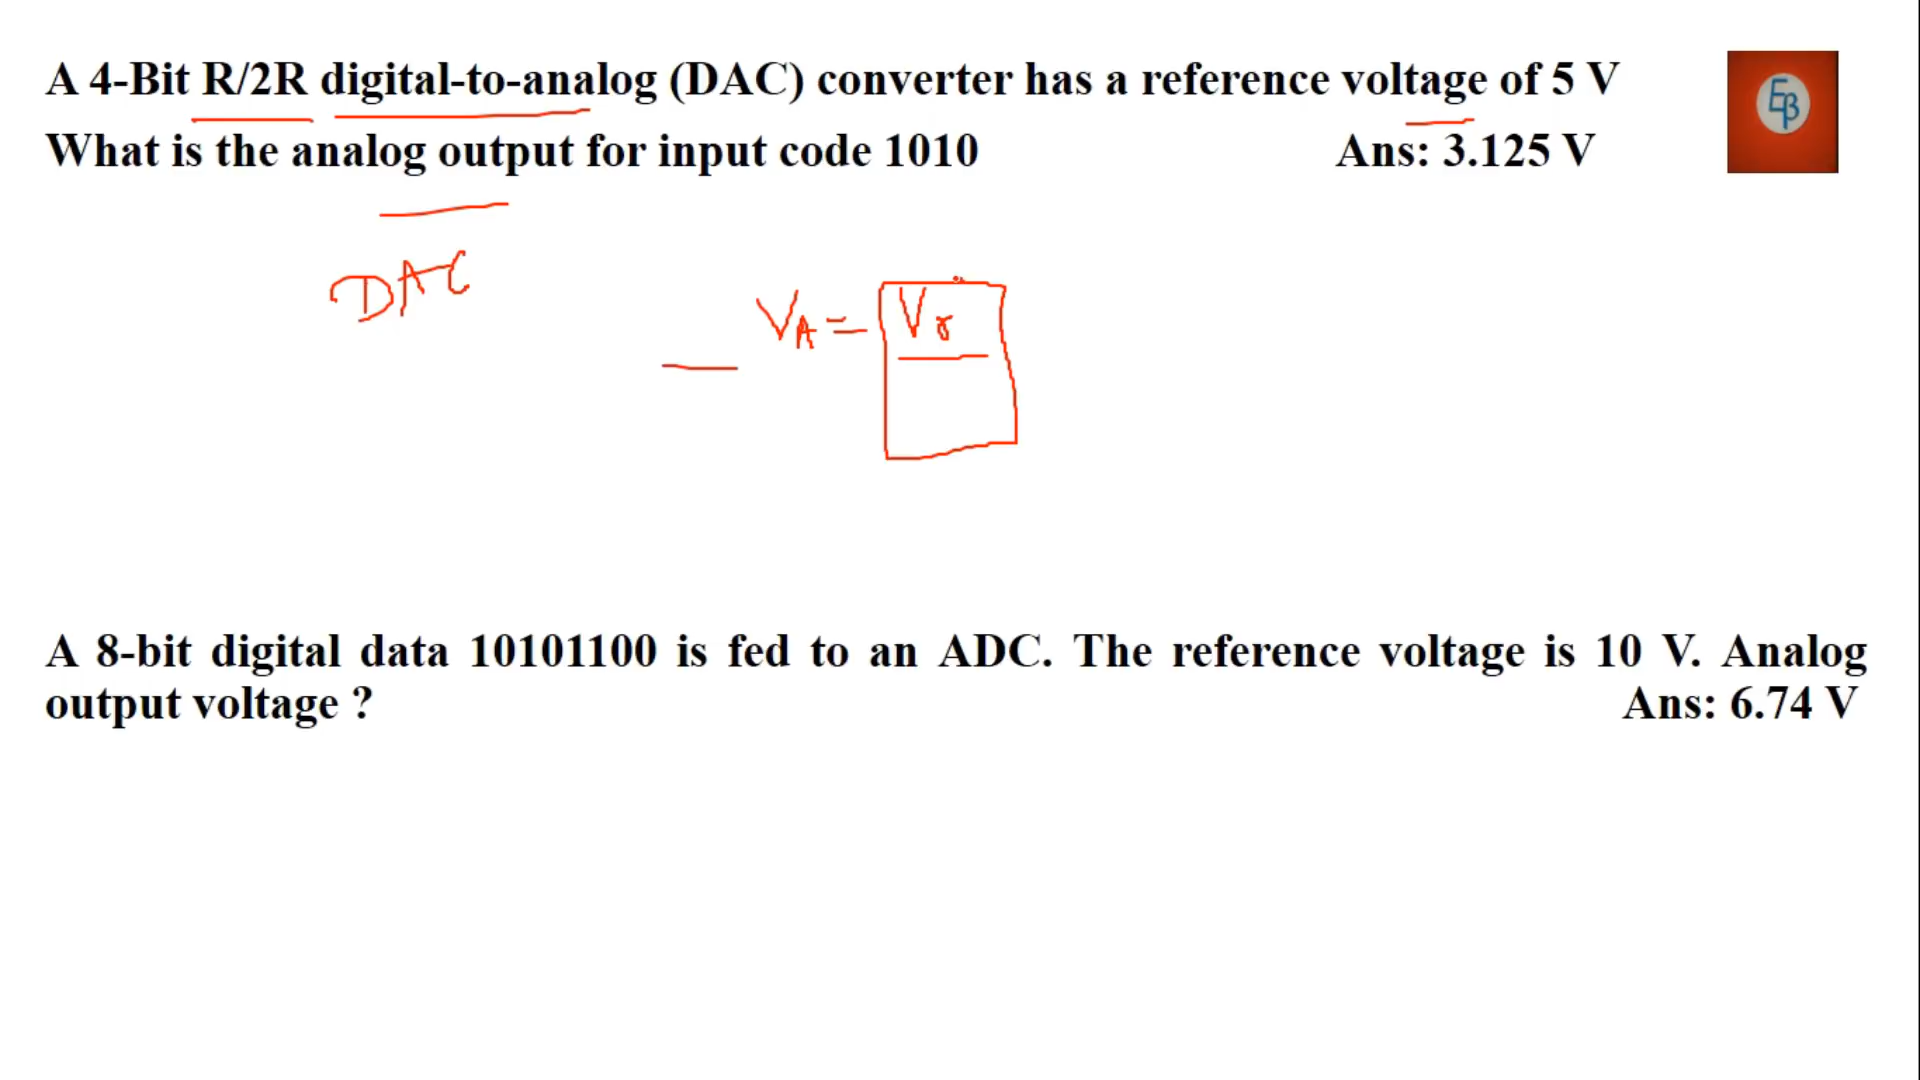 A 4-Bit R/2R digital-to-analog (DAC) converter has a reference voltage of 5 V
What is the analog output for input code 1010 Ans: 3.125 V
Eβ
DAC
VA = Vr
A 8-bit digital data 10101100 is fed to an ADC. The reference voltage is 10 V. Analog
output voltage ? Ans: 6.74 V